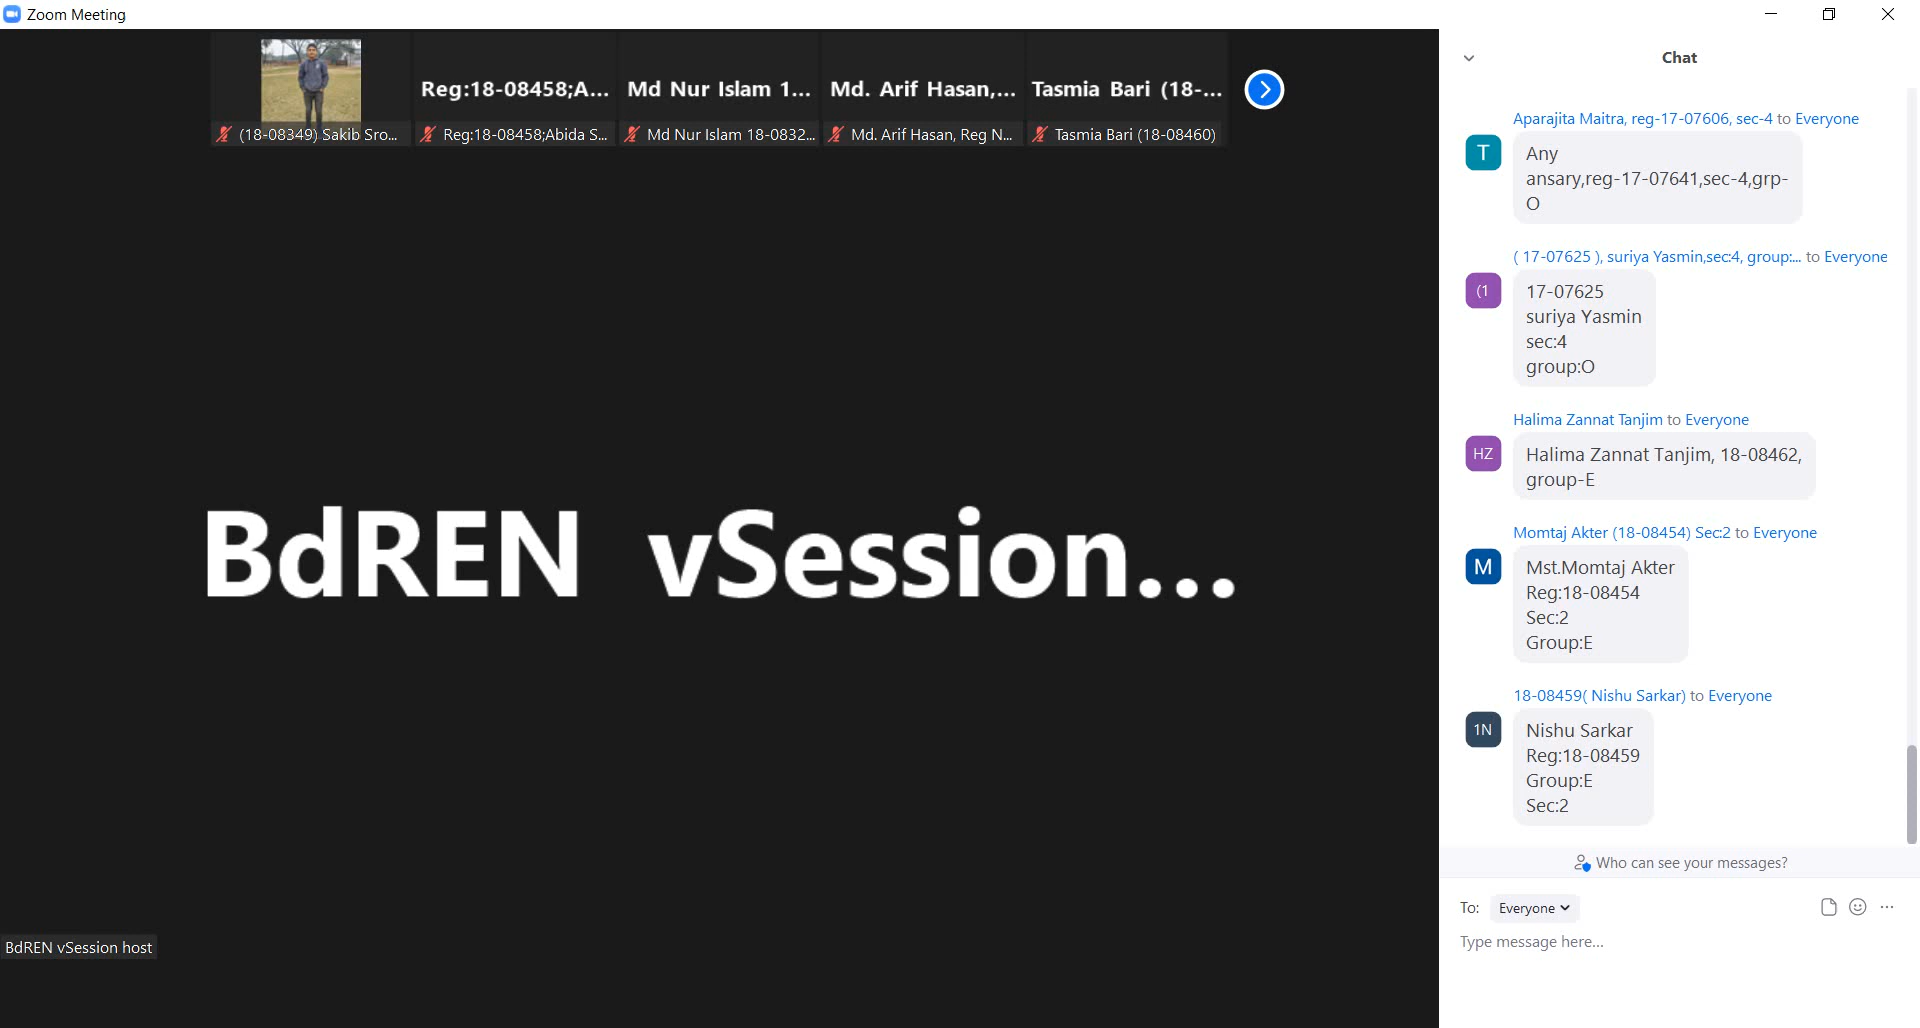 Zoom Meeting
Reg:18-08458;A...
Md Nur Islam 1...
Md. Arif Hasan,...
Tasmia Bari (18-...
(18-08349) Sakib Sro...
Reg:18-08458;Abida S...
Md Nur Islam 18-0832...
Md. Arif Hasan, Reg N...
Tasmia Bari (18-08460)
BdREN vSession...
BdREN vSession host
Chat
Aparajita Maitra, reg-17-07606, sec-4 to Everyone
T
Any
ansary,reg-17-07641,sec-4,grp-
O
( 17-07625 ), suriya Yasmin,sec:4, group:... to Everyone
(1
17-07625
suriya Yasmin
sec:4
group:O
Halima Zannat Tanjim to Everyone
HZ
Halima Zannat Tanjim, 18-08462,
group-E
Momtaj Akter (18-08454) Sec:2 to Everyone
M
Mst.Momtaj Akter
Reg:18-08454
Sec:2
Group:E
18-08459( Nishu Sarkar) to Everyone
1N
Nishu Sarkar
Reg:18-08459
Group:E
Sec:2
Who can see your messages?
To: Everyone
Type message here...